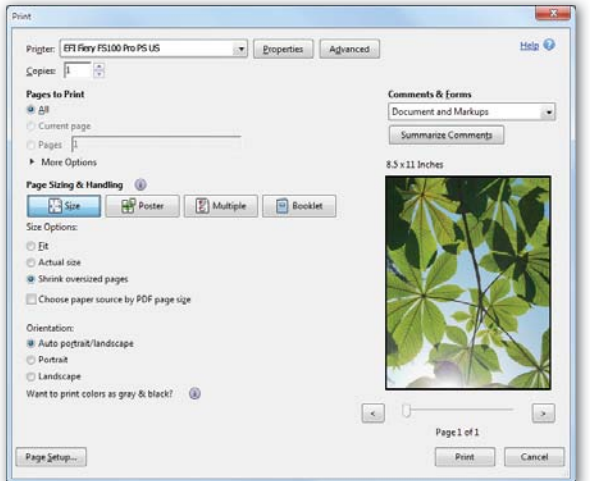 Print
Printer: EFI Fiery FS100 Pro PS US Properties Advanced Help
Copies: 1
Pages to Print
All
Current page
Pages 1
More Options
Comments & Forms
Document and Markups
Summarize Comments
Page Sizing & Handling
Size Poster Multiple Booklet
Size Options:
Fit
Actual size
Shrink oversized pages
Choose paper source by PDF page size
Orientation:
Auto portrait/landscape
Portrait
Landscape
Want to print colors as gray & black?
8.5 x 11 Inches
< >
Page 1 of 1
Page Setup... Print Cancel